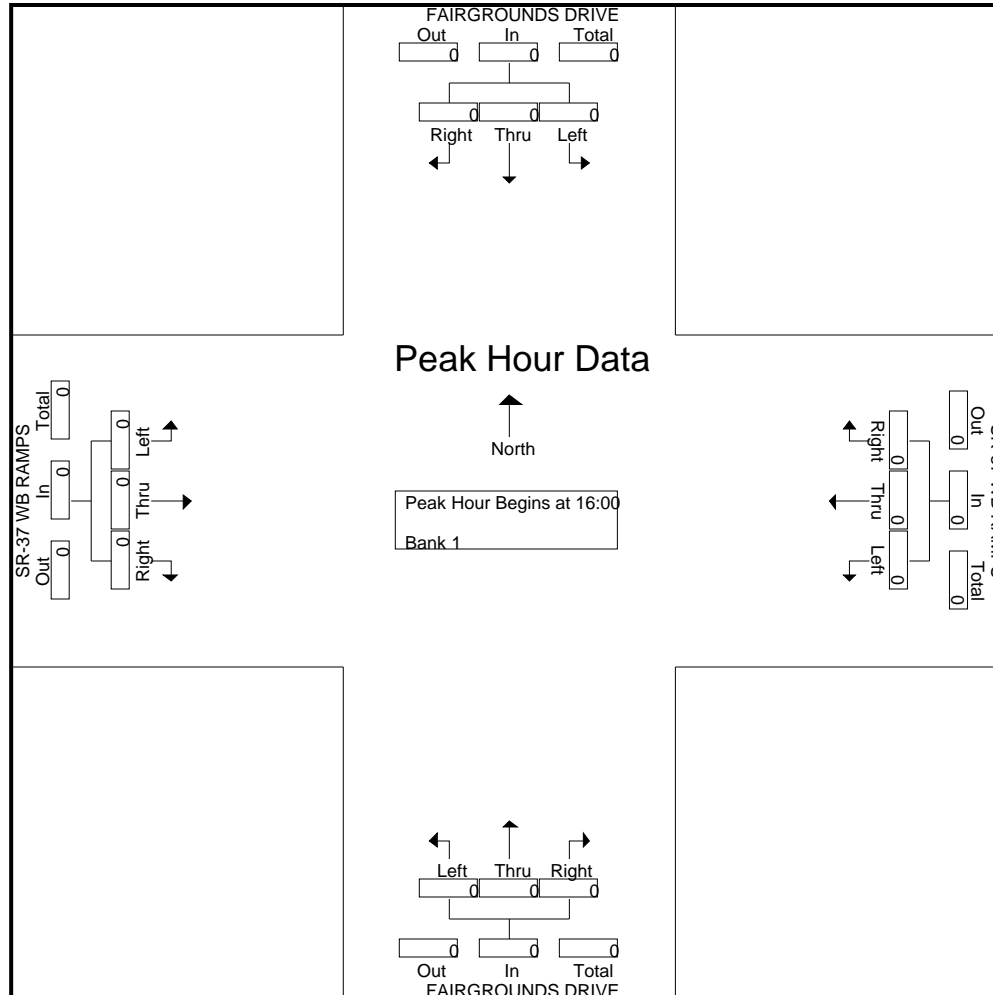 FAIRGROUNDS DRIVE
Out In Total
0 0 0
0 0 0
Right Thru Left
Peak Hour Data
North
Peak Hour Begins at 16:00
Bank 1
SR-37 WB RAMPS
Out In Total
0 0 0
0 0 0
Left Thru Right
Right Thru Left
0 0 0
0 0 0
Out In Total
Left Thru Right
0 0 0
0 0 0
Out In Total
FAIRGROUNDS DRIVE